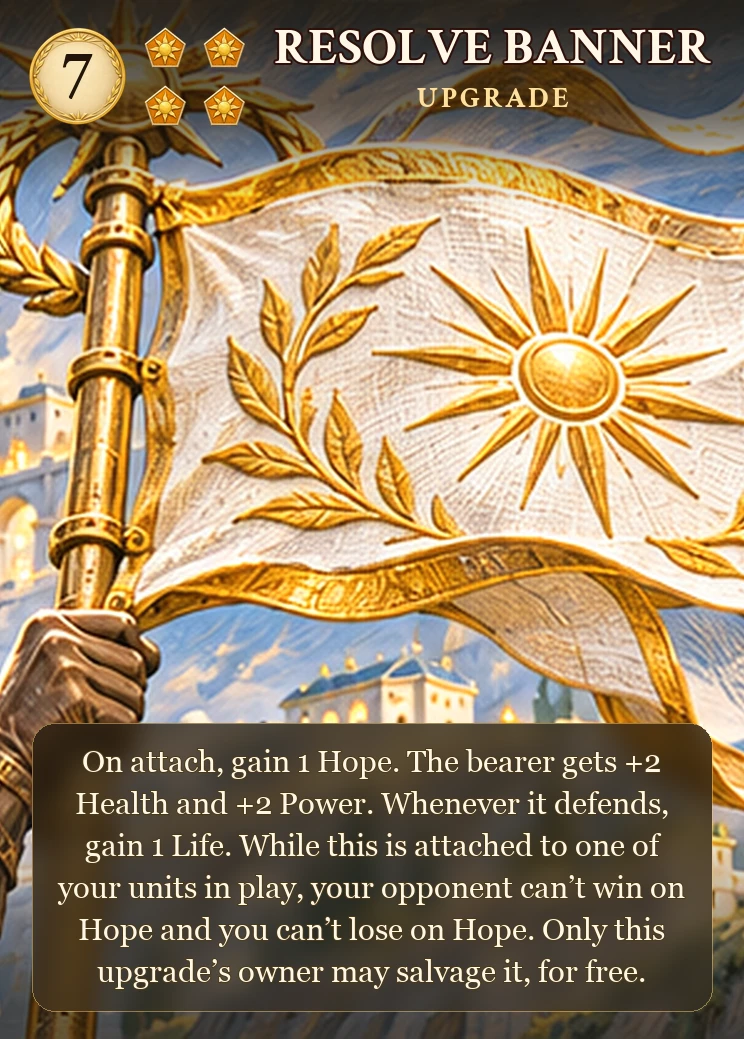 7
RESOLVE BANNER
UPGRADE
On attach, gain 1 Hope. The bearer gets +2
Health and +2 Power. Whenever it defends,
gain 1 Life. While this is attached to one of
your units in play, your opponent can’t win on
Hope and you can’t lose on Hope. Only this
upgrade’s owner may salvage it, for free.